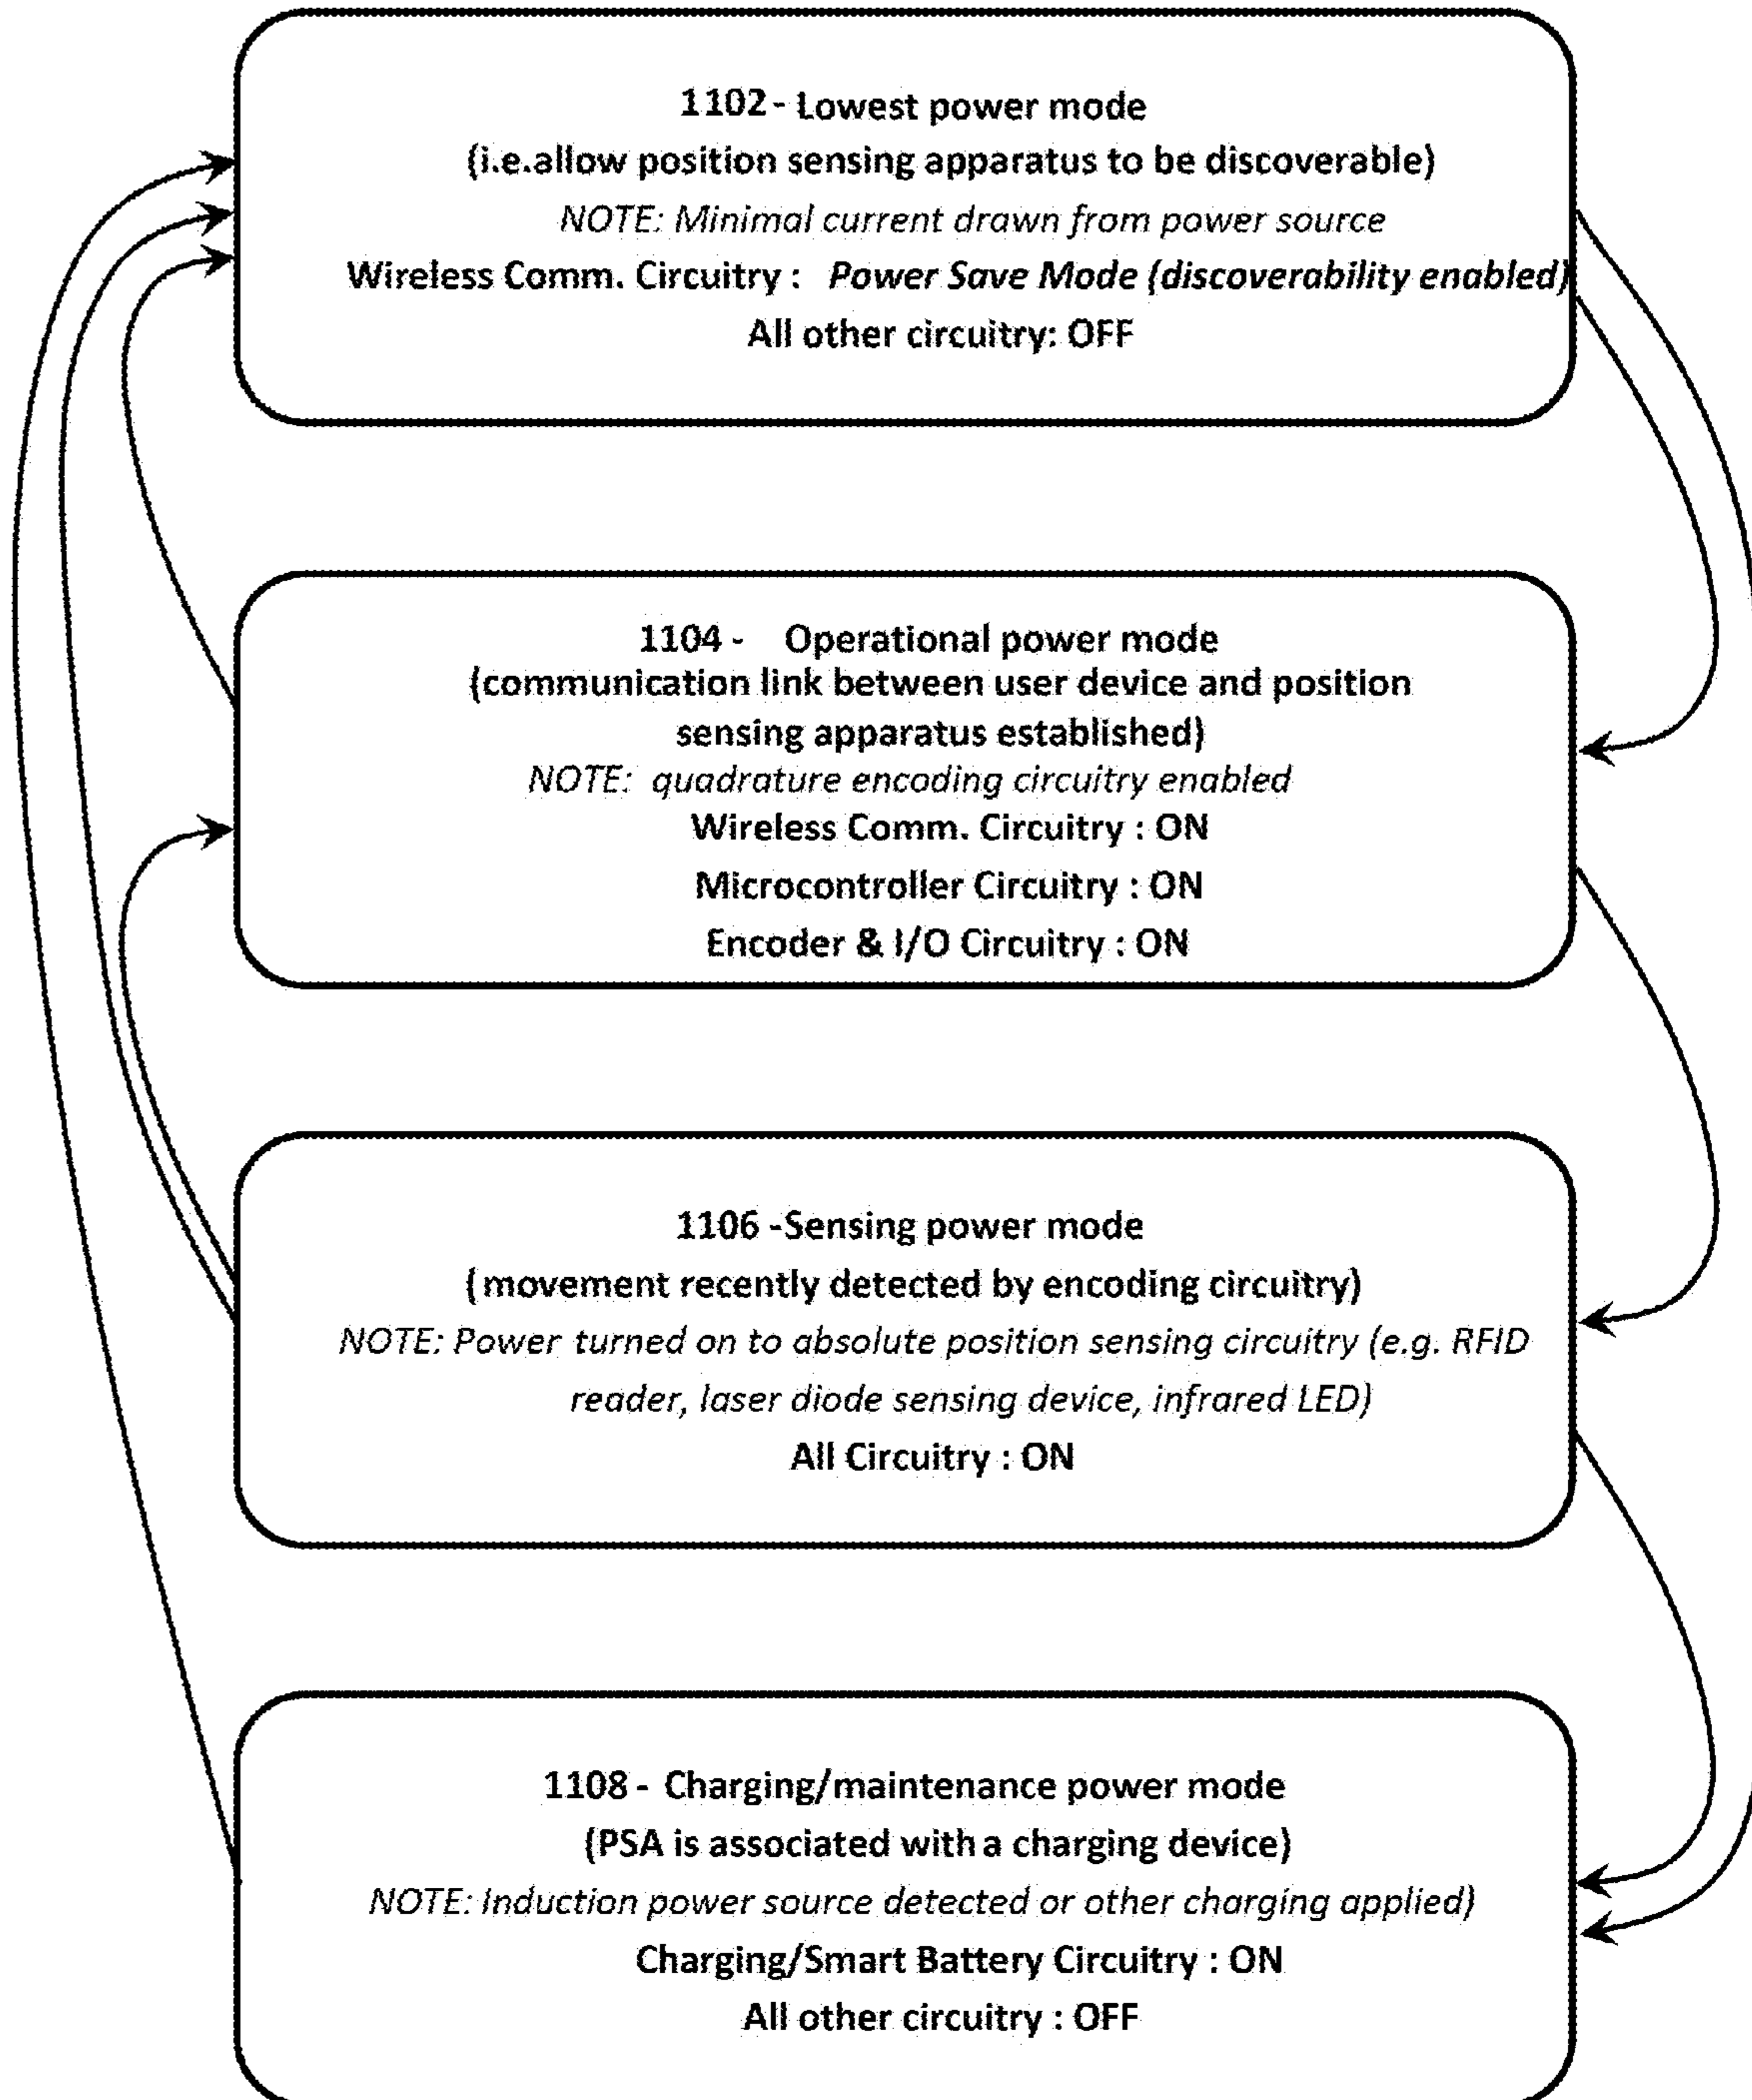 1102 - Lowest power mode
(i.e.allow position sensing apparatus to be discoverable)
NOTE: Minimal current drawn from power source
Wireless Comm. Circuitry : Power Save Mode (discoverability enabled)
All other circuitry: OFF
1104 - Operational power mode
(communication link between user device and position
sensing apparatus established)
NOTE: quadrature encoding circuitry enabled
Wireless Comm. Circuitry : ON
Microcontroller Circuitry : ON
Encoder & I/O Circuitry : ON
1106 -Sensing power mode
(movement recently detected by encoding circuitry)
NOTE: Power turned on to absolute position sensing circuitry (e.g. RFID
reader, laser diode sensing device, infrared LED)
All Circuitry : ON
1108 - Charging/maintenance power mode
(PSA is associated with a charging device)
NOTE: Induction power source detected or other charging applied)
Charging/Smart Battery Circuitry : ON
All other circuitry : OFF